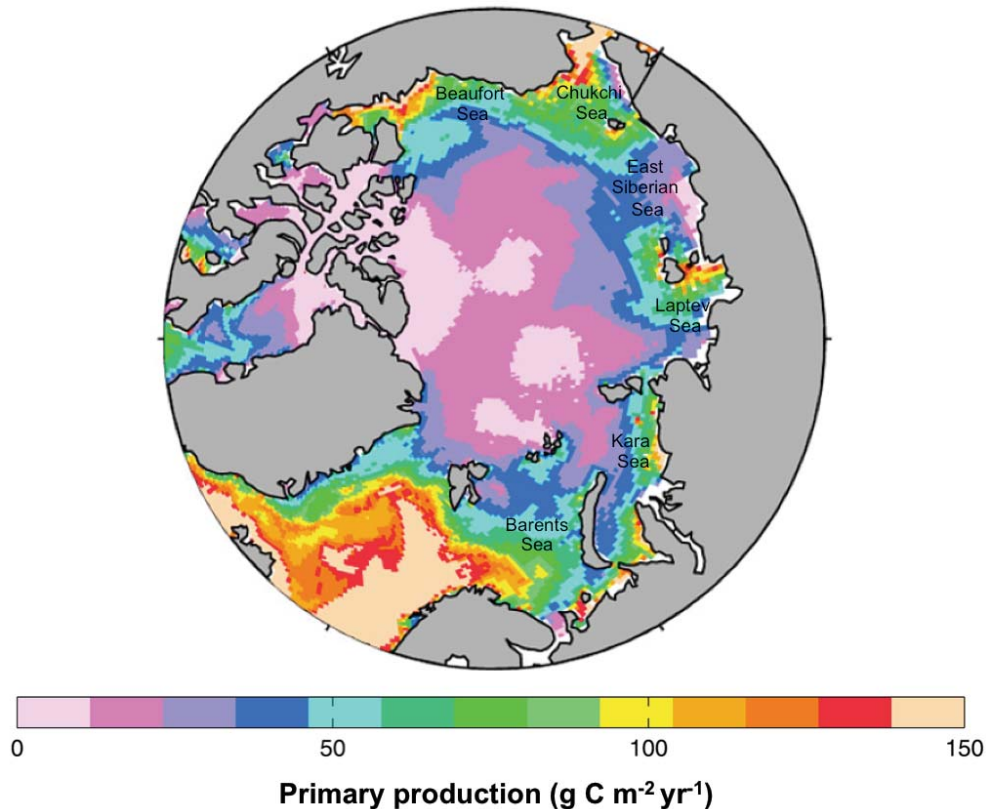 Beaufort
Sea
Chukchi
Sea
East
Siberian
Sea
Laptev
Sea
Kara
Sea
Barents
Sea
0 50 100 150
Primary production (g C m-2 yr-1)